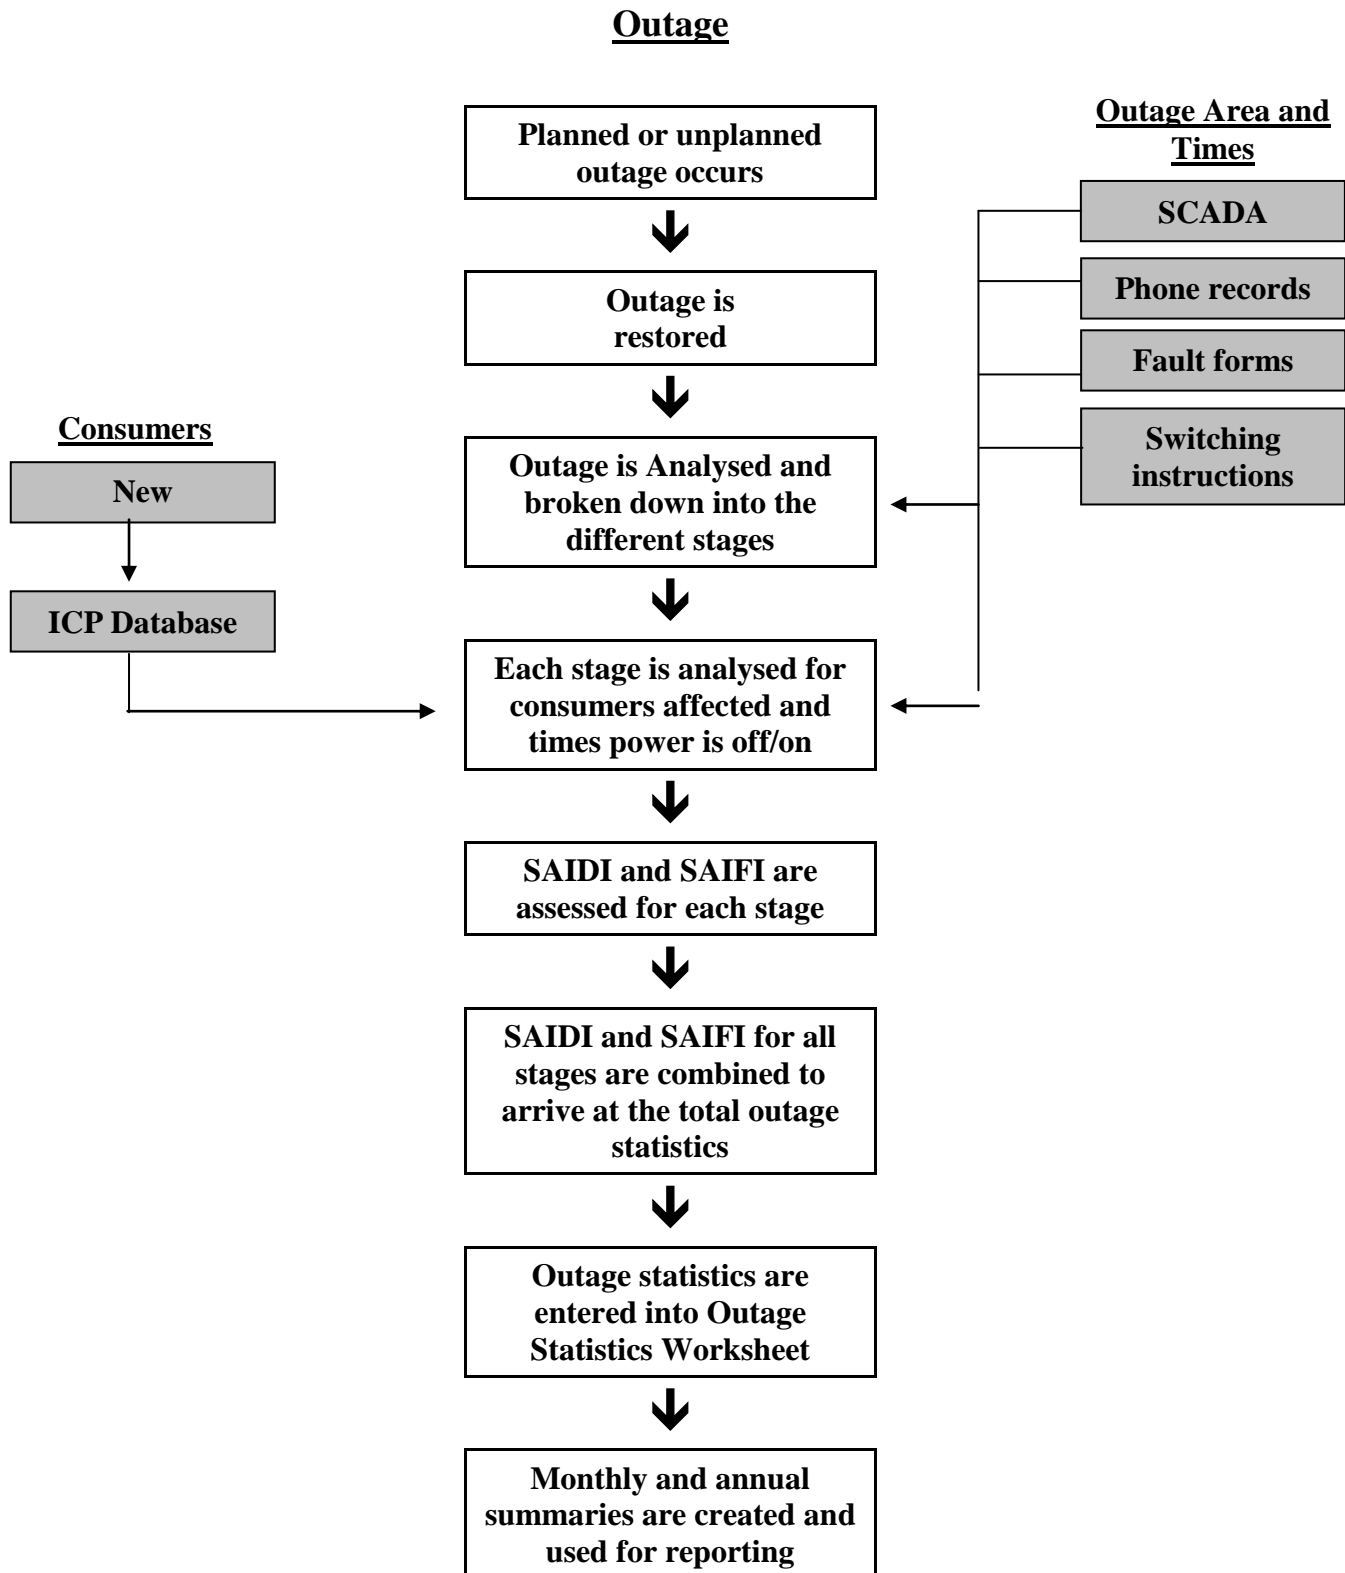 Outage
Planned or unplanned
outage occurs
Outage is
restored
Outage is Analysed and
broken down into the
different stages
Each stage is analysed for
consumers affected and
times power is off/on
SAIDI and SAIFI are
assessed for each stage
SAIDI and SAIFI for all
stages are combined to
arrive at the total outage
statistics
Outage statistics are
entered into Outage
Statistics Worksheet
Monthly and annual
summaries are created and
used for reporting
Consumers
New
ICP Database
Outage Area and
Times
SCADA
Phone records
Fault forms
Switching
instructions